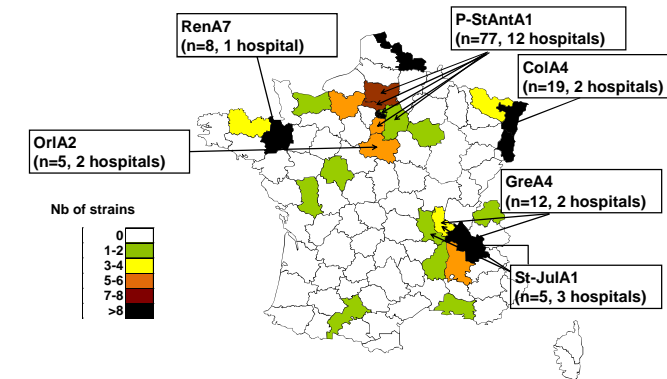 RenA7
(n=8, 1 hospital)
P-StAntA1
(n=77, 12 hospitals)
ColA4
(n=19, 2 hospitals)
OrlA2
(n=5, 2 hospitals)
GreA4
(n=12, 2 hospitals)
St-JulA1
(n=5, 3 hospitals)
Nb of strains
0
1-2
3-4
5-6
7-8
>8